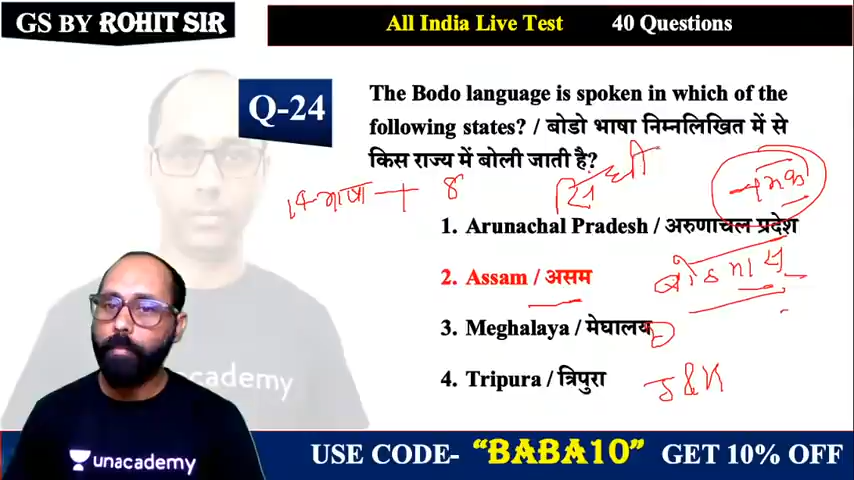 GS BY ROHIT SIR
All India Live Test 40 Questions
Q-24
The Bodo language is spoken in which of the
following states? / बोडो भाषा निम्नलिखित में से
किस राज्य में बोली जाती है?
14 भाषा + 8
सिंधी
1. Arunachal Pradesh / अरुणाचल प्रदेश
2. Assam / असम
3. Meghalaya / मेघालय
4. Tripura / त्रिपुरा
J&K
unacademy
unacademy
USE CODE- “BABA10” GET 10% OFF